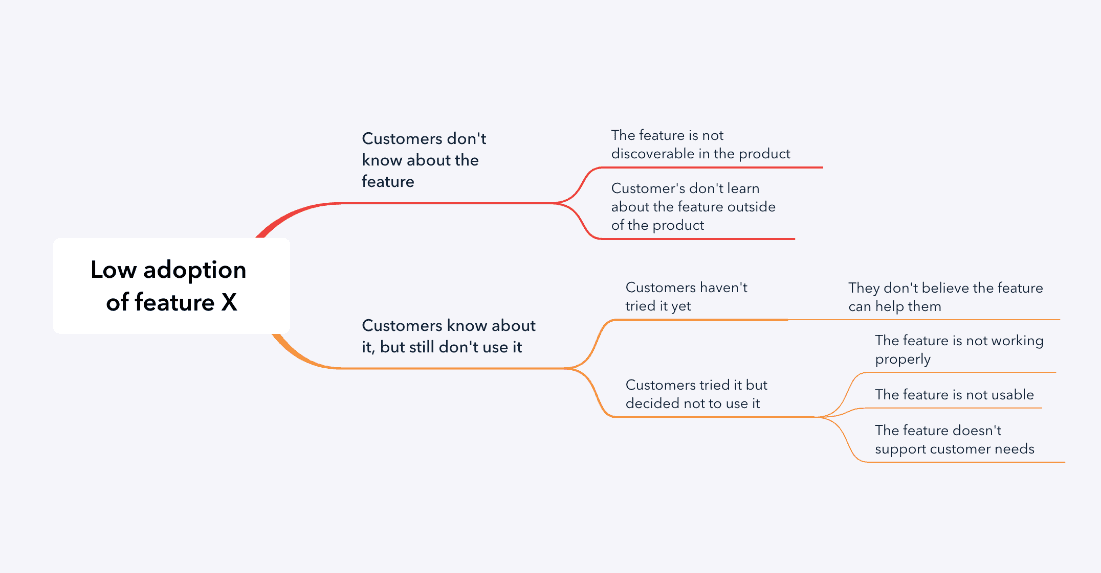 Low adoption
of feature X
Customers don't
know about the
feature
The feature is not
discoverable in the product
Customer's don't learn
about the feature outside
of the product
Customers know about
it, but still don't use it
Customers haven't
tried it yet
They don't believe the feature
can help them
Customers tried it but
decided not to use it
The feature is not working
properly
The feature is not usable
The feature doesn't
support customer needs